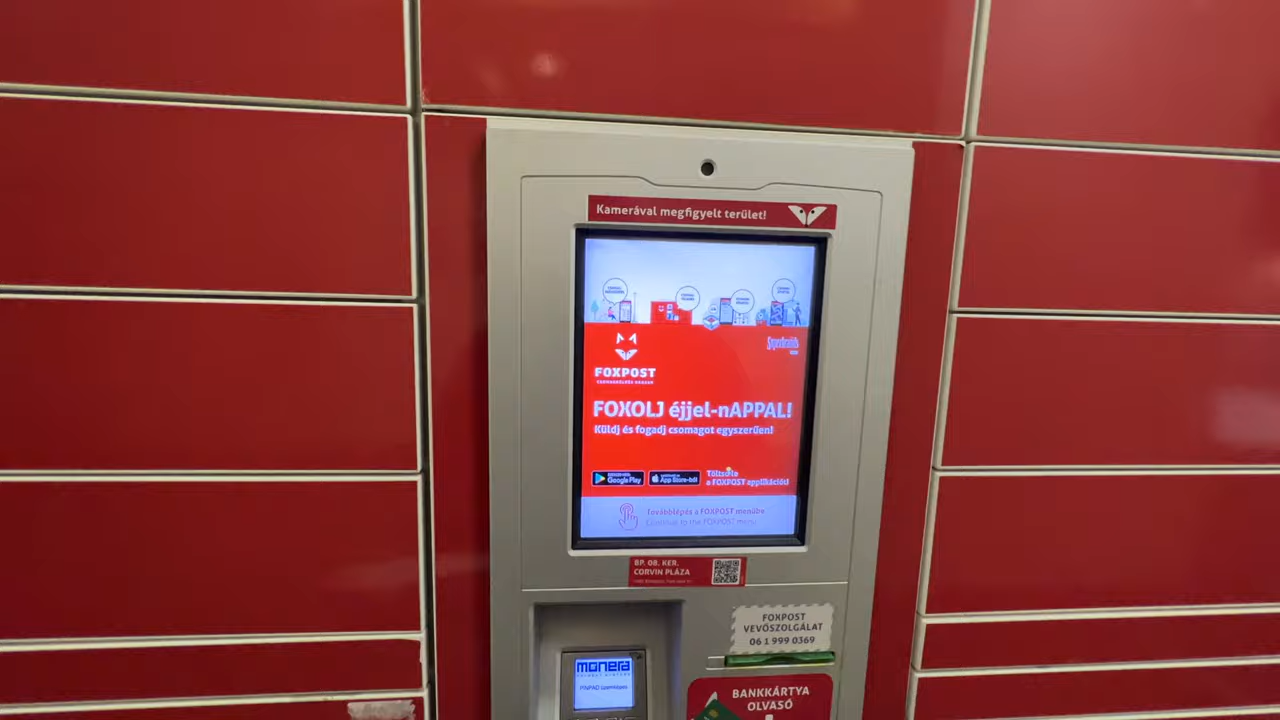 Kamerával megfigyelt terület!
FOXPOST
CSOMAGKÜLDÉS OKOSAN
FOXOLJ éjjel-nAPPAL!
Küldj és fogadj csomagot egyszerűen!
Google Play
App Store-ból
Töltsd le
a FOXPOST applikációt!
Továbblépés a FOXPOST menübe
Continue to the FOXPOST menu
BP. 08. KER.
CORVIN PLÁZA
FOXPOST
VEVŐSZOLGÁLAT
06 1 999 0369
monera
PINPAD üzemképes
BANKKÁRTYA
OLVASÓ